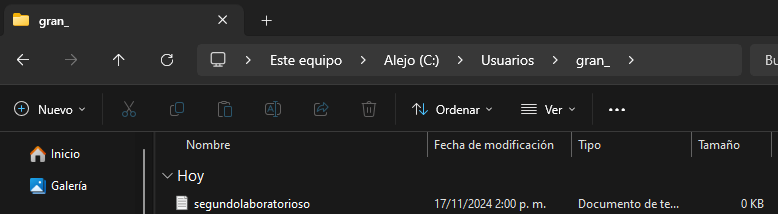 gran_
Este equipo Alejo (C:) Usuarios gran_ Bu
Nuevo Ordenar Ver
Inicio
Galería
Nombre Fecha de modificación Tipo Tamaño
Hoy
segundolaboratorioso 17/11/2024 2:00 p. m. Documento de te... 0 KB